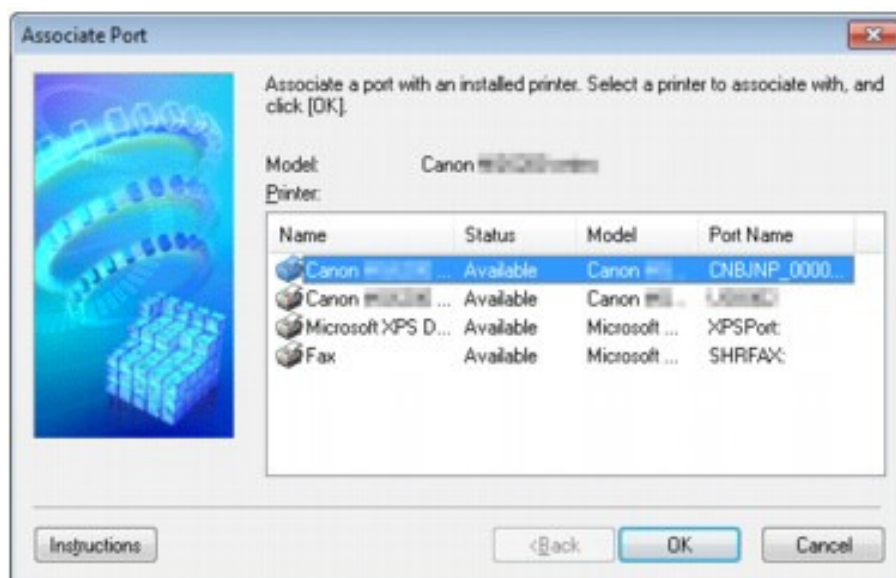 Associate Port
Associate a port with an installed printer. Select a printer to associate with, and
click [OK].
Model: Canon
Printer:
Name Status Model Port Name
Canon ... Available Canon ... CNBJNP_0000...
Canon ... Available Canon ...
Microsoft XPS D... Available Microsoft ... XPSPort:
Fax Available Microsoft ... SHRFAX:
Instructions <Back OK Cancel